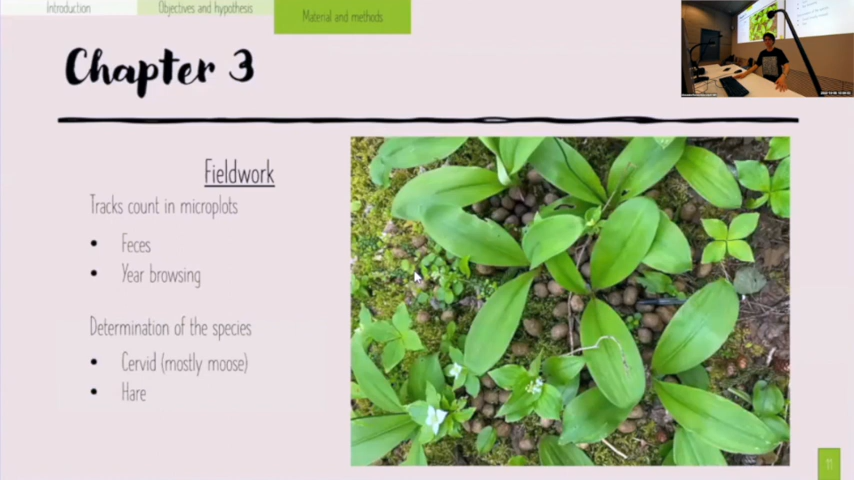 Introduction
Objectives and hypothesis
Material and methods
Chapter 3
Fieldwork
Tracks count in microplots
• Feces
• Year browsing
Determination of the species
• Cervid (mostly moose)
• Hare
11